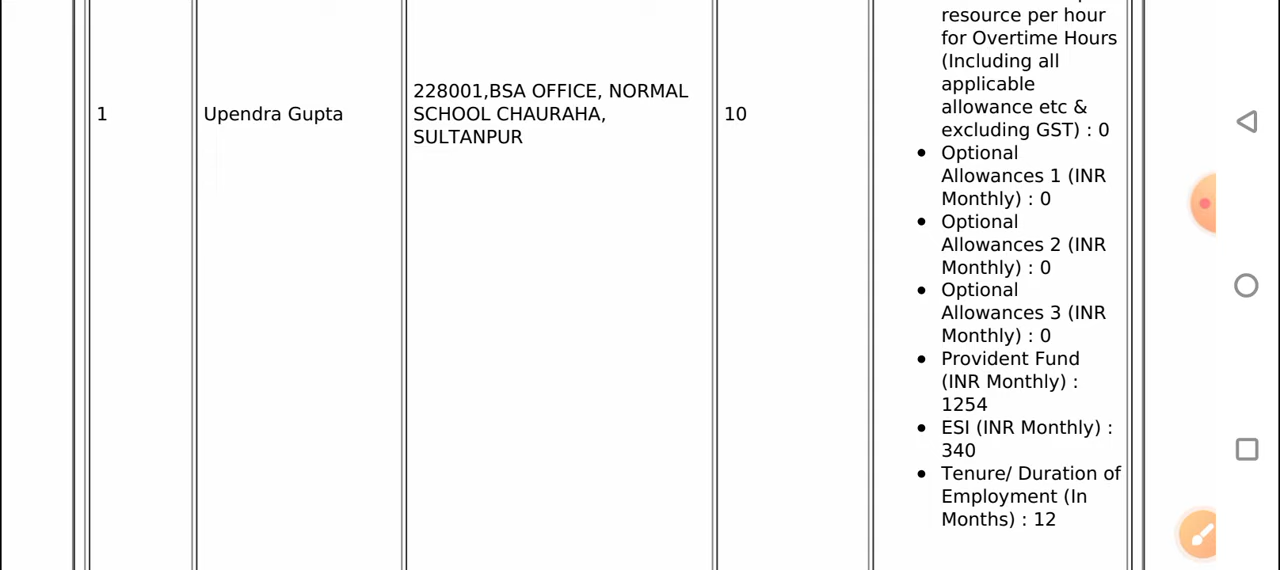 1
Upendra Gupta
228001,BSA OFFICE, NORMAL
SCHOOL CHAURAHA,
SULTANPUR
10
resource per hour
for Overtime Hours
(Including all
applicable
allowance etc &
excluding GST) : 0
• Optional
Allowances 1 (INR
Monthly) : 0
• Optional
Allowances 2 (INR
Monthly) : 0
• Optional
Allowances 3 (INR
Monthly) : 0
• Provident Fund
(INR Monthly) :
1254
• ESI (INR Monthly) :
340
• Tenure/ Duration of
Employment (In
Months) : 12